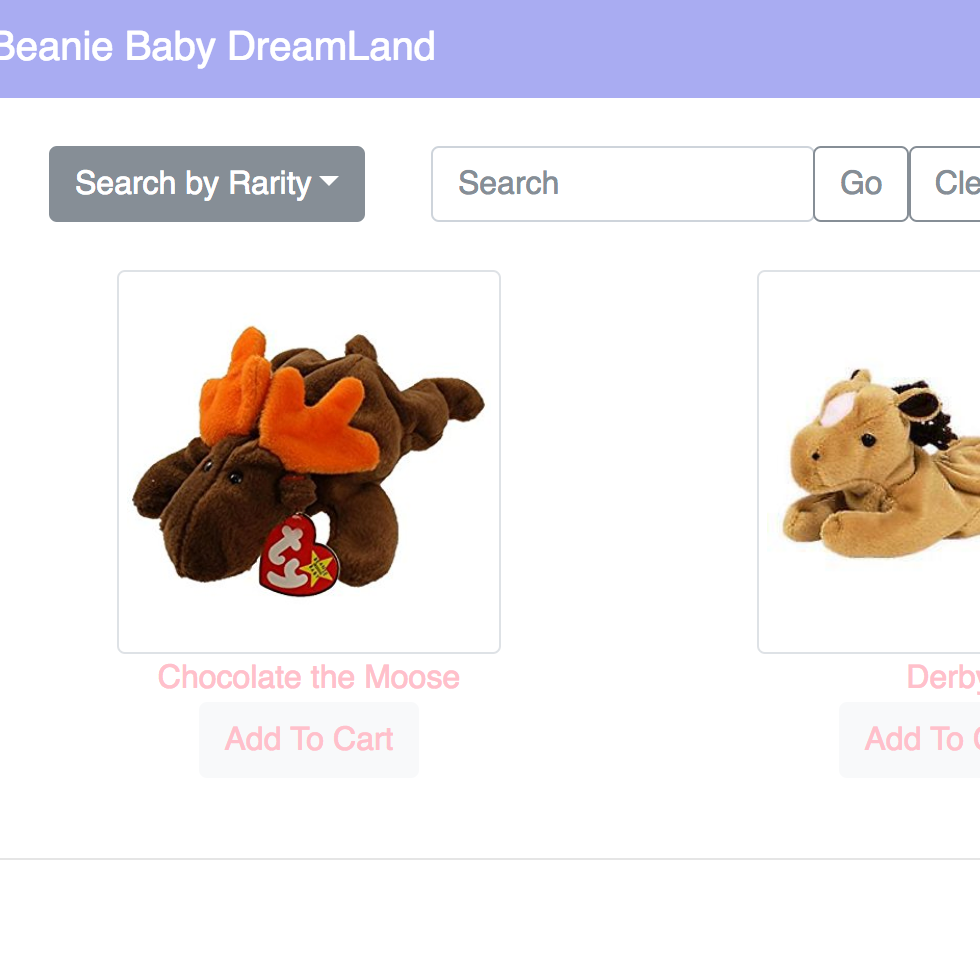 Beanie Baby DreamLand
Search by Rarity
Search
Go
Cle
ty
Chocolate the Moose
Derby
Add To Cart
Add To C